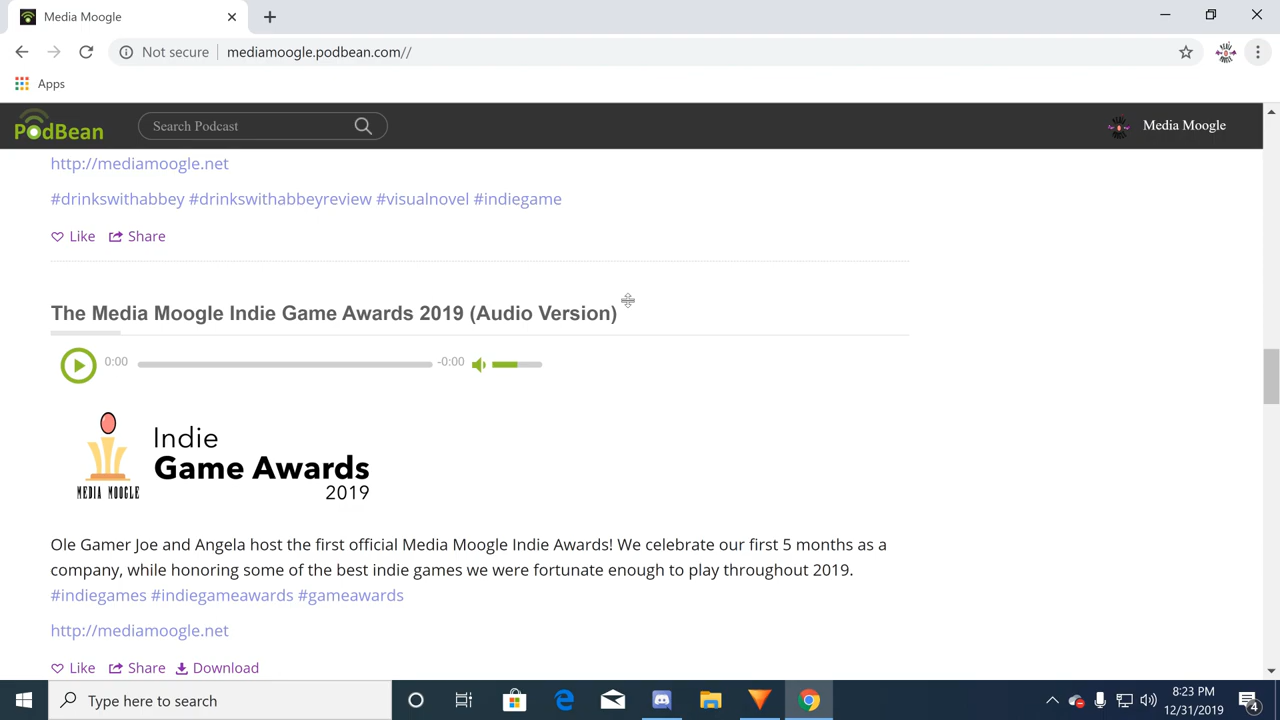 Media Moogle
Not secure mediamoogle.podbean.com//
Apps
PodBean Search Podcast Media Moogle
http://mediamoogle.net
#drinkswithabbey #drinkswithabbeyreview #visualnovel #indiegame
Like Share
The Media Moogle Indie Game Awards 2019 (Audio Version)
0:00 -0:00
Indie
Game Awards
2019
MEDIA MOOGLE
Ole Gamer Joe and Angela host the first official Media Moogle Indie Awards! We celebrate our first 5 months as a
company, while honoring some of the best indie games we were fortunate enough to play throughout 2019.
#indiegames #indiegameawards #gameawards
http://mediamoogle.net
Like Share Download
Type here to search
8:23 PM
12/31/2019
4